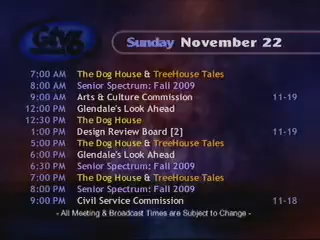 Gtv6
Sunday November 22
7:00 AM The Dog House & TreeHouse Tales
8:00 AM Senior Spectrum: Fall 2009
9:00 AM Arts & Culture Commission 11-19
12:00 PM Glendale's Look Ahead
12:30 PM The Dog House
1:00 PM Design Review Board [2] 11-19
5:00 PM The Dog House & TreeHouse Tales
6:00 PM Glendale's Look Ahead
6:30 PM Senior Spectrum: Fall 2009
7:00 PM The Dog House & TreeHouse Tales
8:00 PM Senior Spectrum: Fall 2009
9:00 PM Civil Service Commission 11-18
- All Meeting & Broadcast Times are Subject to Change -